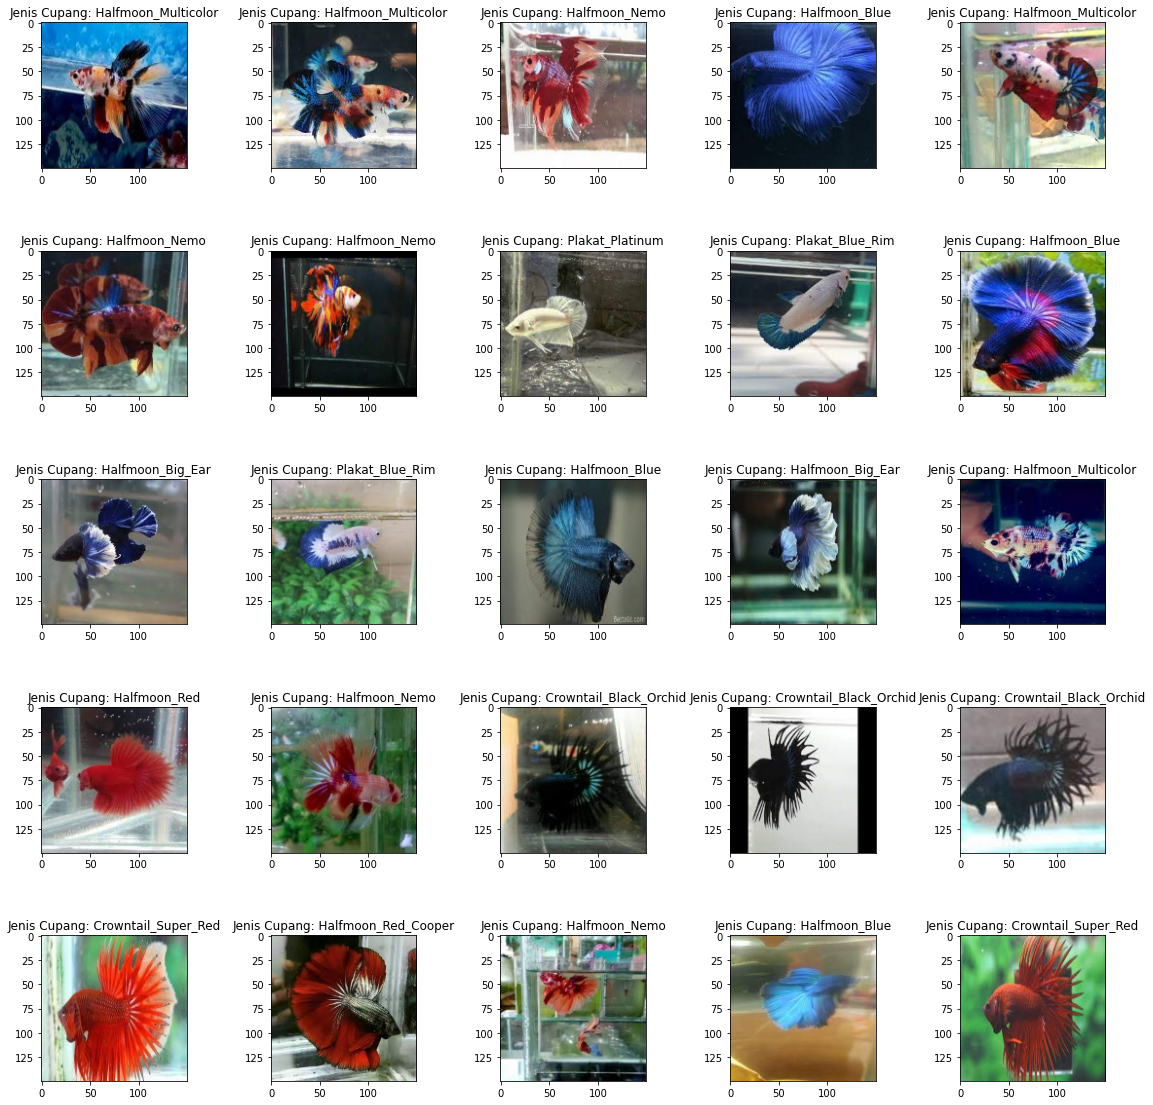 Jenis Cupang: Halfmoon_Multicolor
Jenis Cupang: Halfmoon_Multicolor
Jenis Cupang: Halfmoon_Nemo
Jenis Cupang: Halfmoon_Blue
Jenis Cupang: Halfmoon_Multicolor
0 0 0 0 0
25 25 25 25 25
50 50 50 50 50
75 75 75 75 75
100 100 100 100 100
125 125 125 125 125
0 50 100 0 50 100 0 50 100 0 50 100 0 50 100
Jenis Cupang: Halfmoon_Nemo
Jenis Cupang: Halfmoon_Nemo
Jenis Cupang: Plakat_Platinum
Jenis Cupang: Plakat_Blue_Rim
Jenis Cupang: Halfmoon_Blue
0 0 0 0 0
25 25 25 25 25
50 50 50 50 50
75 75 75 75 75
100 100 100 100 100
125 125 125 125 125
0 50 100 0 50 100 0 50 100 0 50 100 0 50 100
Jenis Cupang: Halfmoon_Big_Ear
Jenis Cupang: Plakat_Blue_Rim
Jenis Cupang: Halfmoon_Blue
Jenis Cupang: Halfmoon_Big_Ear
Jenis Cupang: Halfmoon_Multicolor
0 0 0 0 0
25 25 25 25 25
50 50 50 50 50
75 75 75 75 75
100 100 100 100 100
125 125 125 125 125
0 50 100 0 50 100 0 50 100 0 50 100 0 50 100
Jenis Cupang: Halfmoon_Red
Jenis Cupang: Halfmoon_Nemo
Jenis Cupang: Crowntail_Black_Orchid
Jenis Cupang: Crowntail_Black_Orchid
Jenis Cupang: Crowntail_Black_Orchid
0 0 0 0 0
25 25 25 25 25
50 50 50 50 50
75 75 75 75 75
100 100 100 100 100
125 125 125 125 125
0 50 100 0 50 100 0 50 100 0 50 100 0 50 100
Jenis Cupang: Crowntail_Super_Red
Jenis Cupang: Halfmoon_Red_Cooper
Jenis Cupang: Halfmoon_Nemo
Jenis Cupang: Halfmoon_Blue
Jenis Cupang: Crowntail_Super_Red
0 0 0 0 0
25 25 25 25 25
50 50 50 50 50
75 75 75 75 75
100 100 100 100 100
125 125 125 125 125
0 50 100 0 50 100 0 50 100 0 50 100 0 50 100